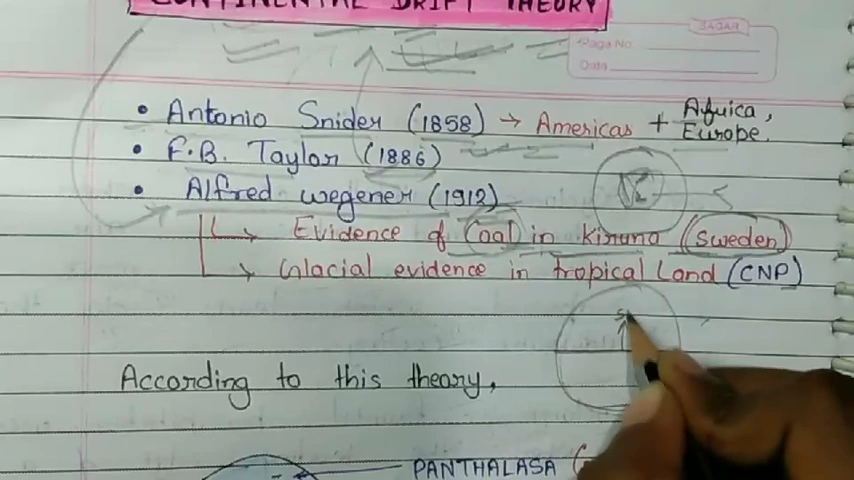 CONTINENTAL DRIFT THEORY
SAGAR
Page No.
Date
• Antonio Snider (1858) → Americas + Africa, Europe.
• F.B. Taylor (1886)
• Alfred wegener (1912)
→ Evidence of Coal in kiruna (Sweden)
→ Glacial evidence in tropical Land (CNP)
According to this theory,
PANTHALASA (